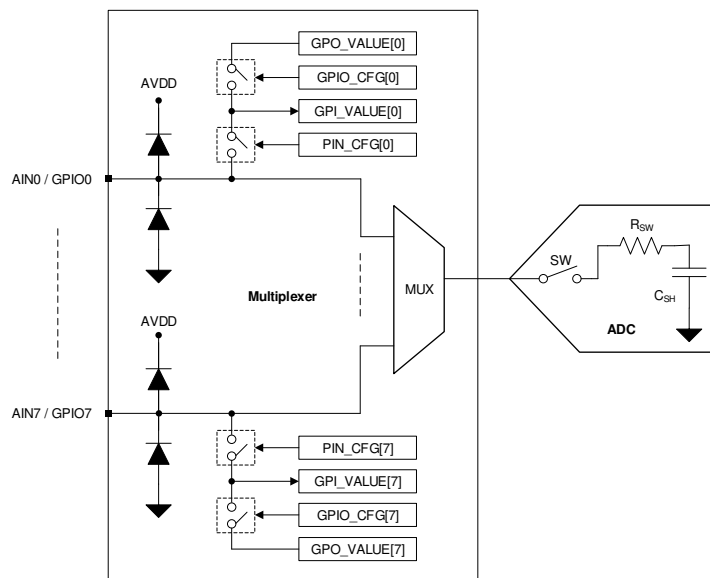 GPO_VALUE[0]
GPIO_CFG[0]
AVDD
GPI_VALUE[0]
PIN_CFG[0]
AIN0 / GPIO0
RSW
SW
MUX
Multiplexer
CSH
ADC
AVDD
AIN7 / GPIO7
PIN_CFG[7]
GPI_VALUE[7]
GPIO_CFG[7]
GPO_VALUE[7]